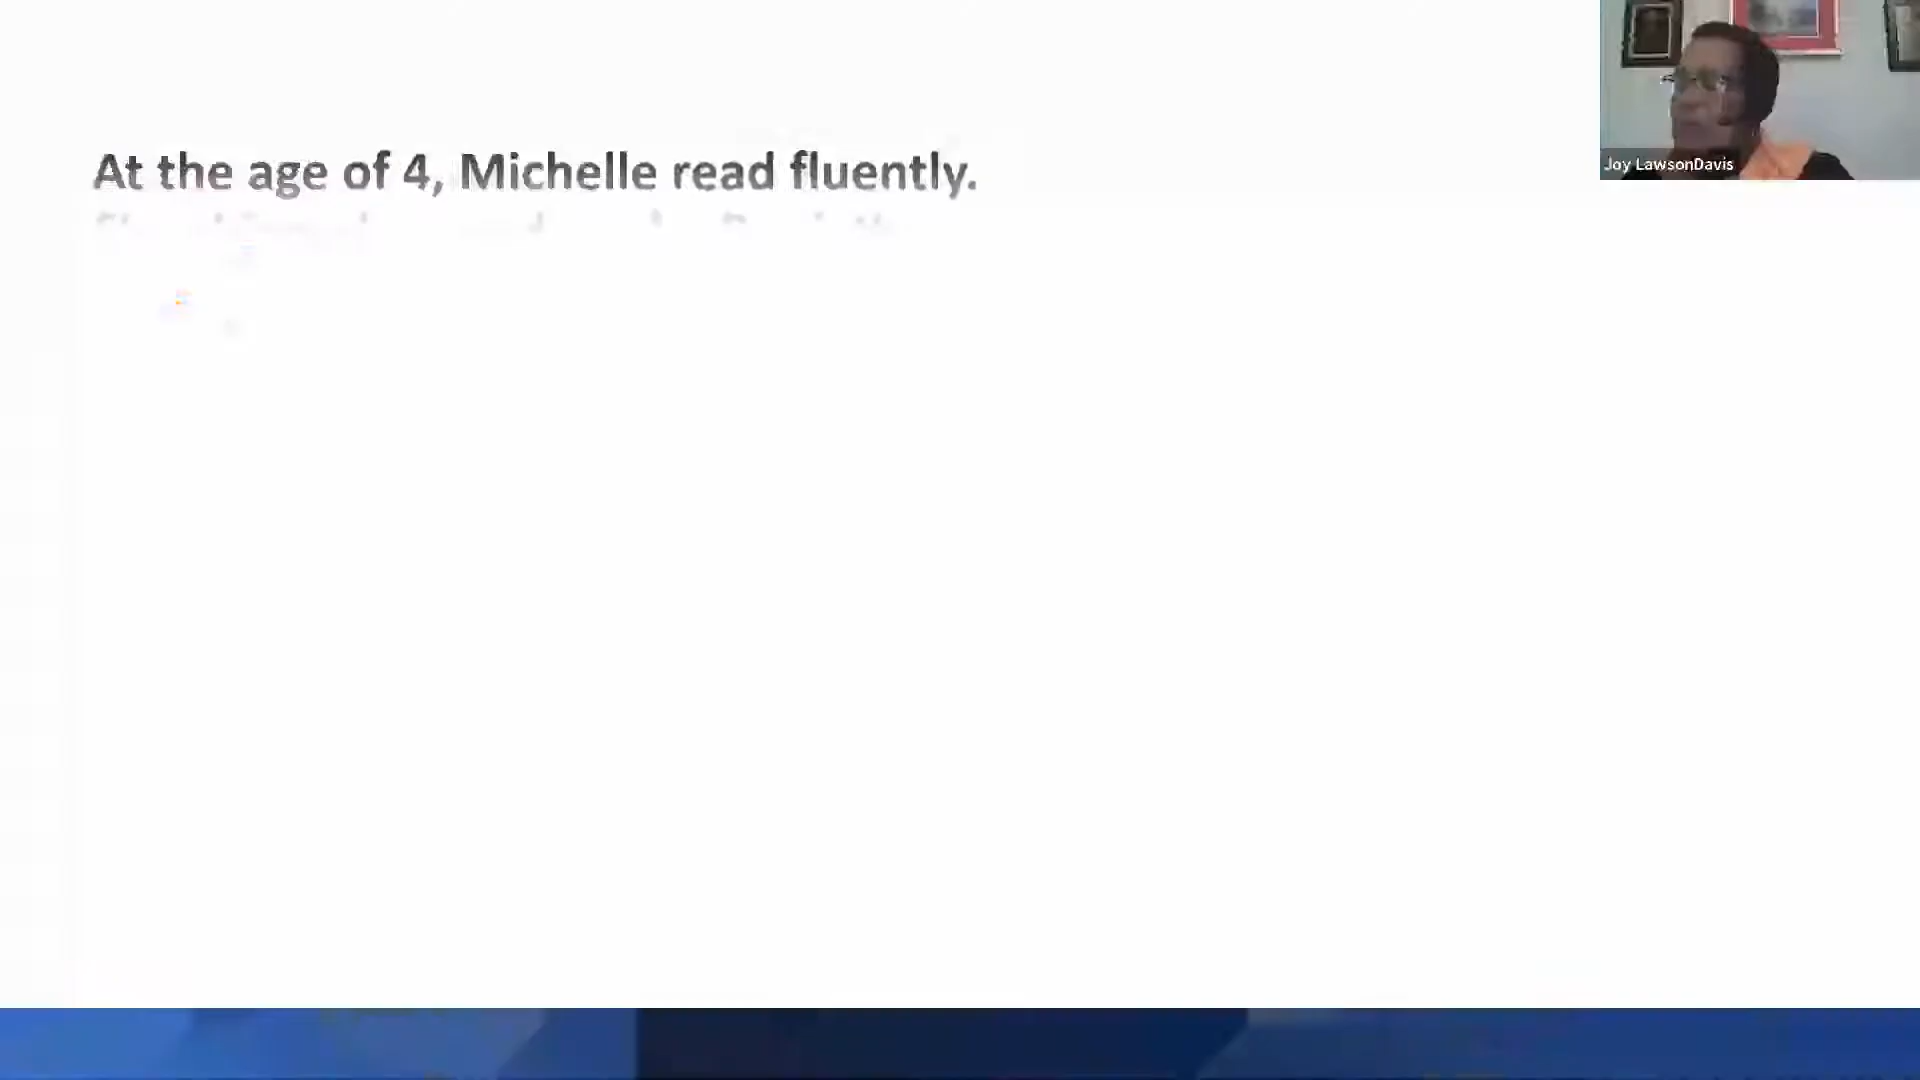 Joy LawsonDavis
At the age of 4, Michelle read fluently.